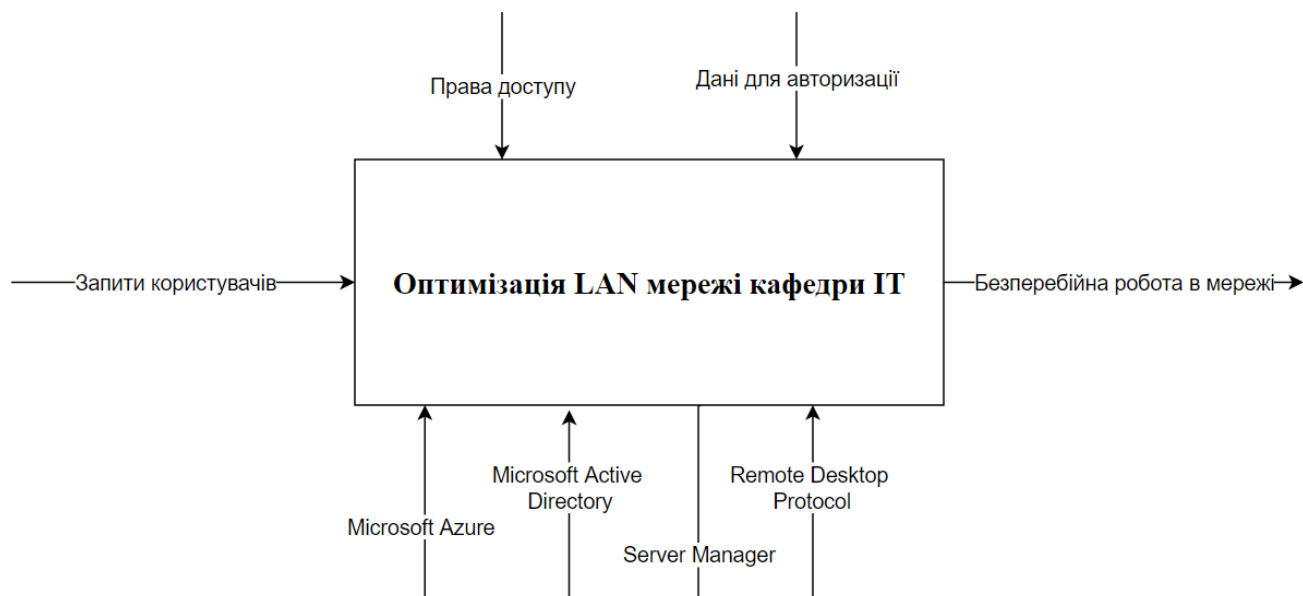 Права доступу
Дані для авторизації
Запити користувачів
Оптимізація LAN мережі кафедри ІТ
Безперебійна робота в мережі
Microsoft Azure
Microsoft Active
Directory
Server Manager
Remote Desktop
Protocol